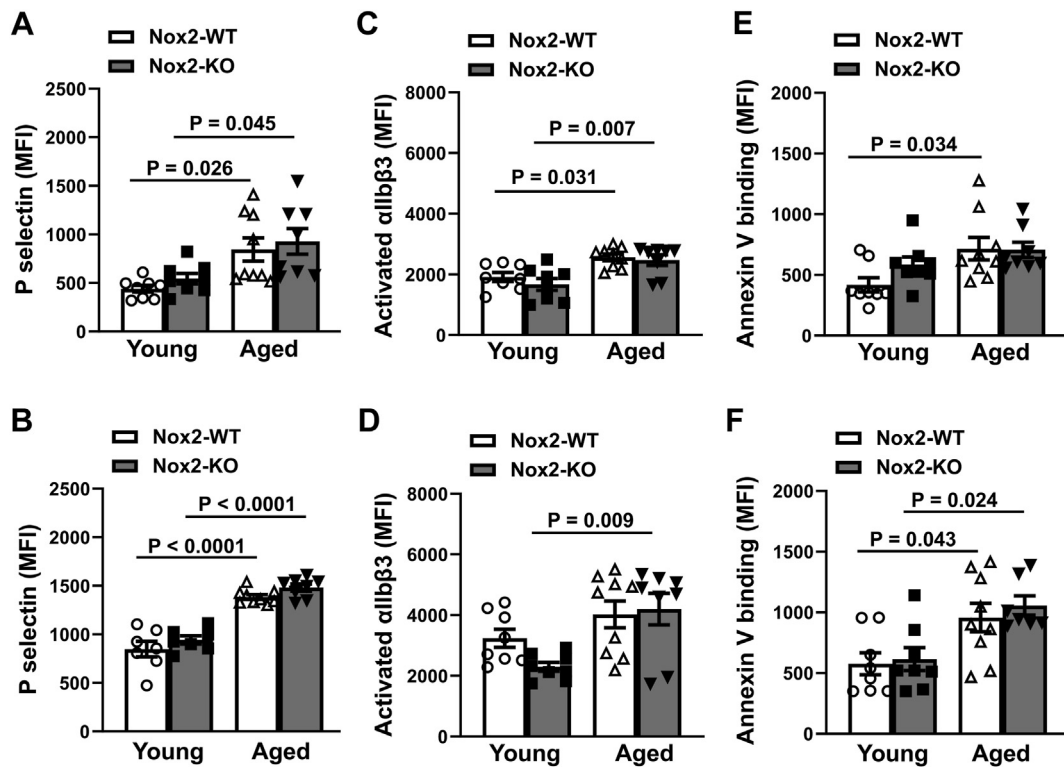 A
Nox2-WT
Nox2-KO
P selectin (MFI)
2500
2000
1500
1000
500
0
P = 0.045
P = 0.026
Young Aged
C
Nox2-WT
Nox2-KO
Activated αIIbβ3 (MFI)
8000
6000
4000
2000
0
P = 0.007
P = 0.031
Young Aged
E
Nox2-WT
Nox2-KO
Annexin V binding (MFI)
2000
1500
1000
500
0
P = 0.034
Young Aged
B
Nox2-WT
Nox2-KO
P selectin (MFI)
2500
2000
1500
1000
500
0
P < 0.0001
P < 0.0001
Young Aged
D
Nox2-WT
Nox2-KO
Activated αIIbβ3 (MFI)
8000
6000
4000
2000
0
P = 0.009
Young Aged
F
Nox2-WT
Nox2-KO
Annexin V binding (MFI)
2000
1500
1000
500
0
P = 0.024
P = 0.043
Young Aged